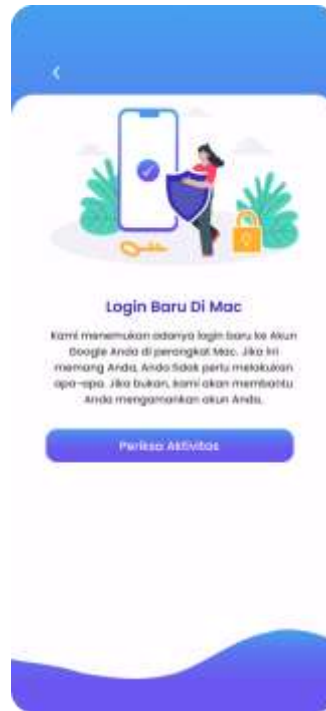 Login Baru Di Mac
Kami menemukan adanya login baru ke Akun
Google Anda di perangkat Mac. Jika ini
memang Anda, Anda tidak perlu melakukan
apa-apa. Jika bukan, kami akan membantu
Anda mengamankan akun Anda.
Periksa Aktivitas